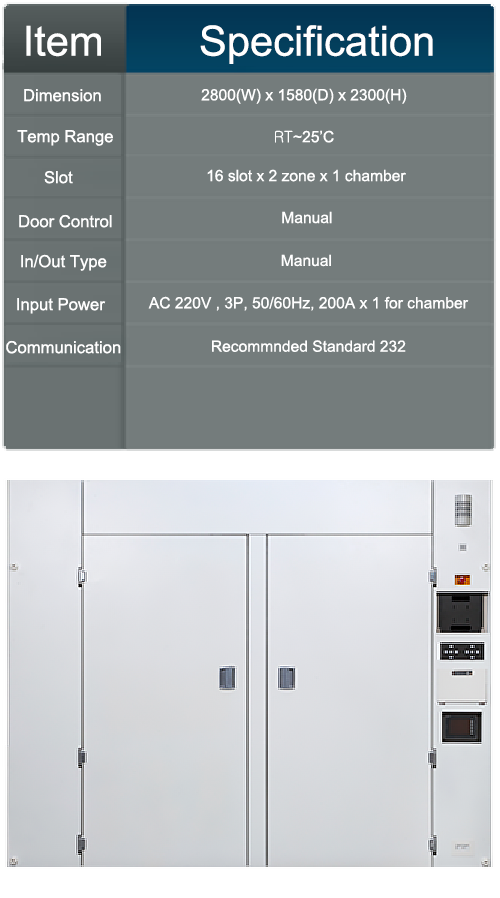 Item Specification
Dimension 2800(W) x 1580(D) x 2300(H)
Temp Range RT~25'C
Slot 16 slot x 2 zone x 1 chamber
Door Control Manual
In/Out Type Manual
Input Power AC 220V , 3P, 50/60Hz, 200A x 1 for chamber
Communication Recommnded Standard 232